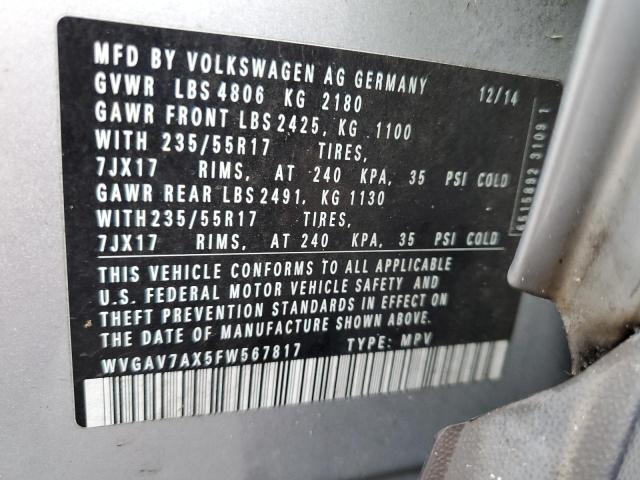 MFD BY VOLKSWAGEN AG GERMANY
GVWR LBS 4806 KG 2180 12/14
GAWR FRONT LBS 2425, KG 1100
WITH 235/55R17 TIRES,
7JX17 RIMS, AT 240 KPA, 35 PSI COLD
GAWR REAR LBS 2491, KG 1130
WITH 235/55R17 TIRES,
7JX17 RIMS, AT 240 KPA, 35 PSI COLD
THIS VEHICLE CONFORMS TO ALL APPLICABLE
U.S. FEDERAL MOTOR VEHICLE SAFETY AND
THEFT PREVENTION STANDARDS IN EFFECT ON
THE DATE OF MANUFACTURE SHOWN ABOVE.
WVGAV7AX5FW567817 TYPE: MPV
3109 1